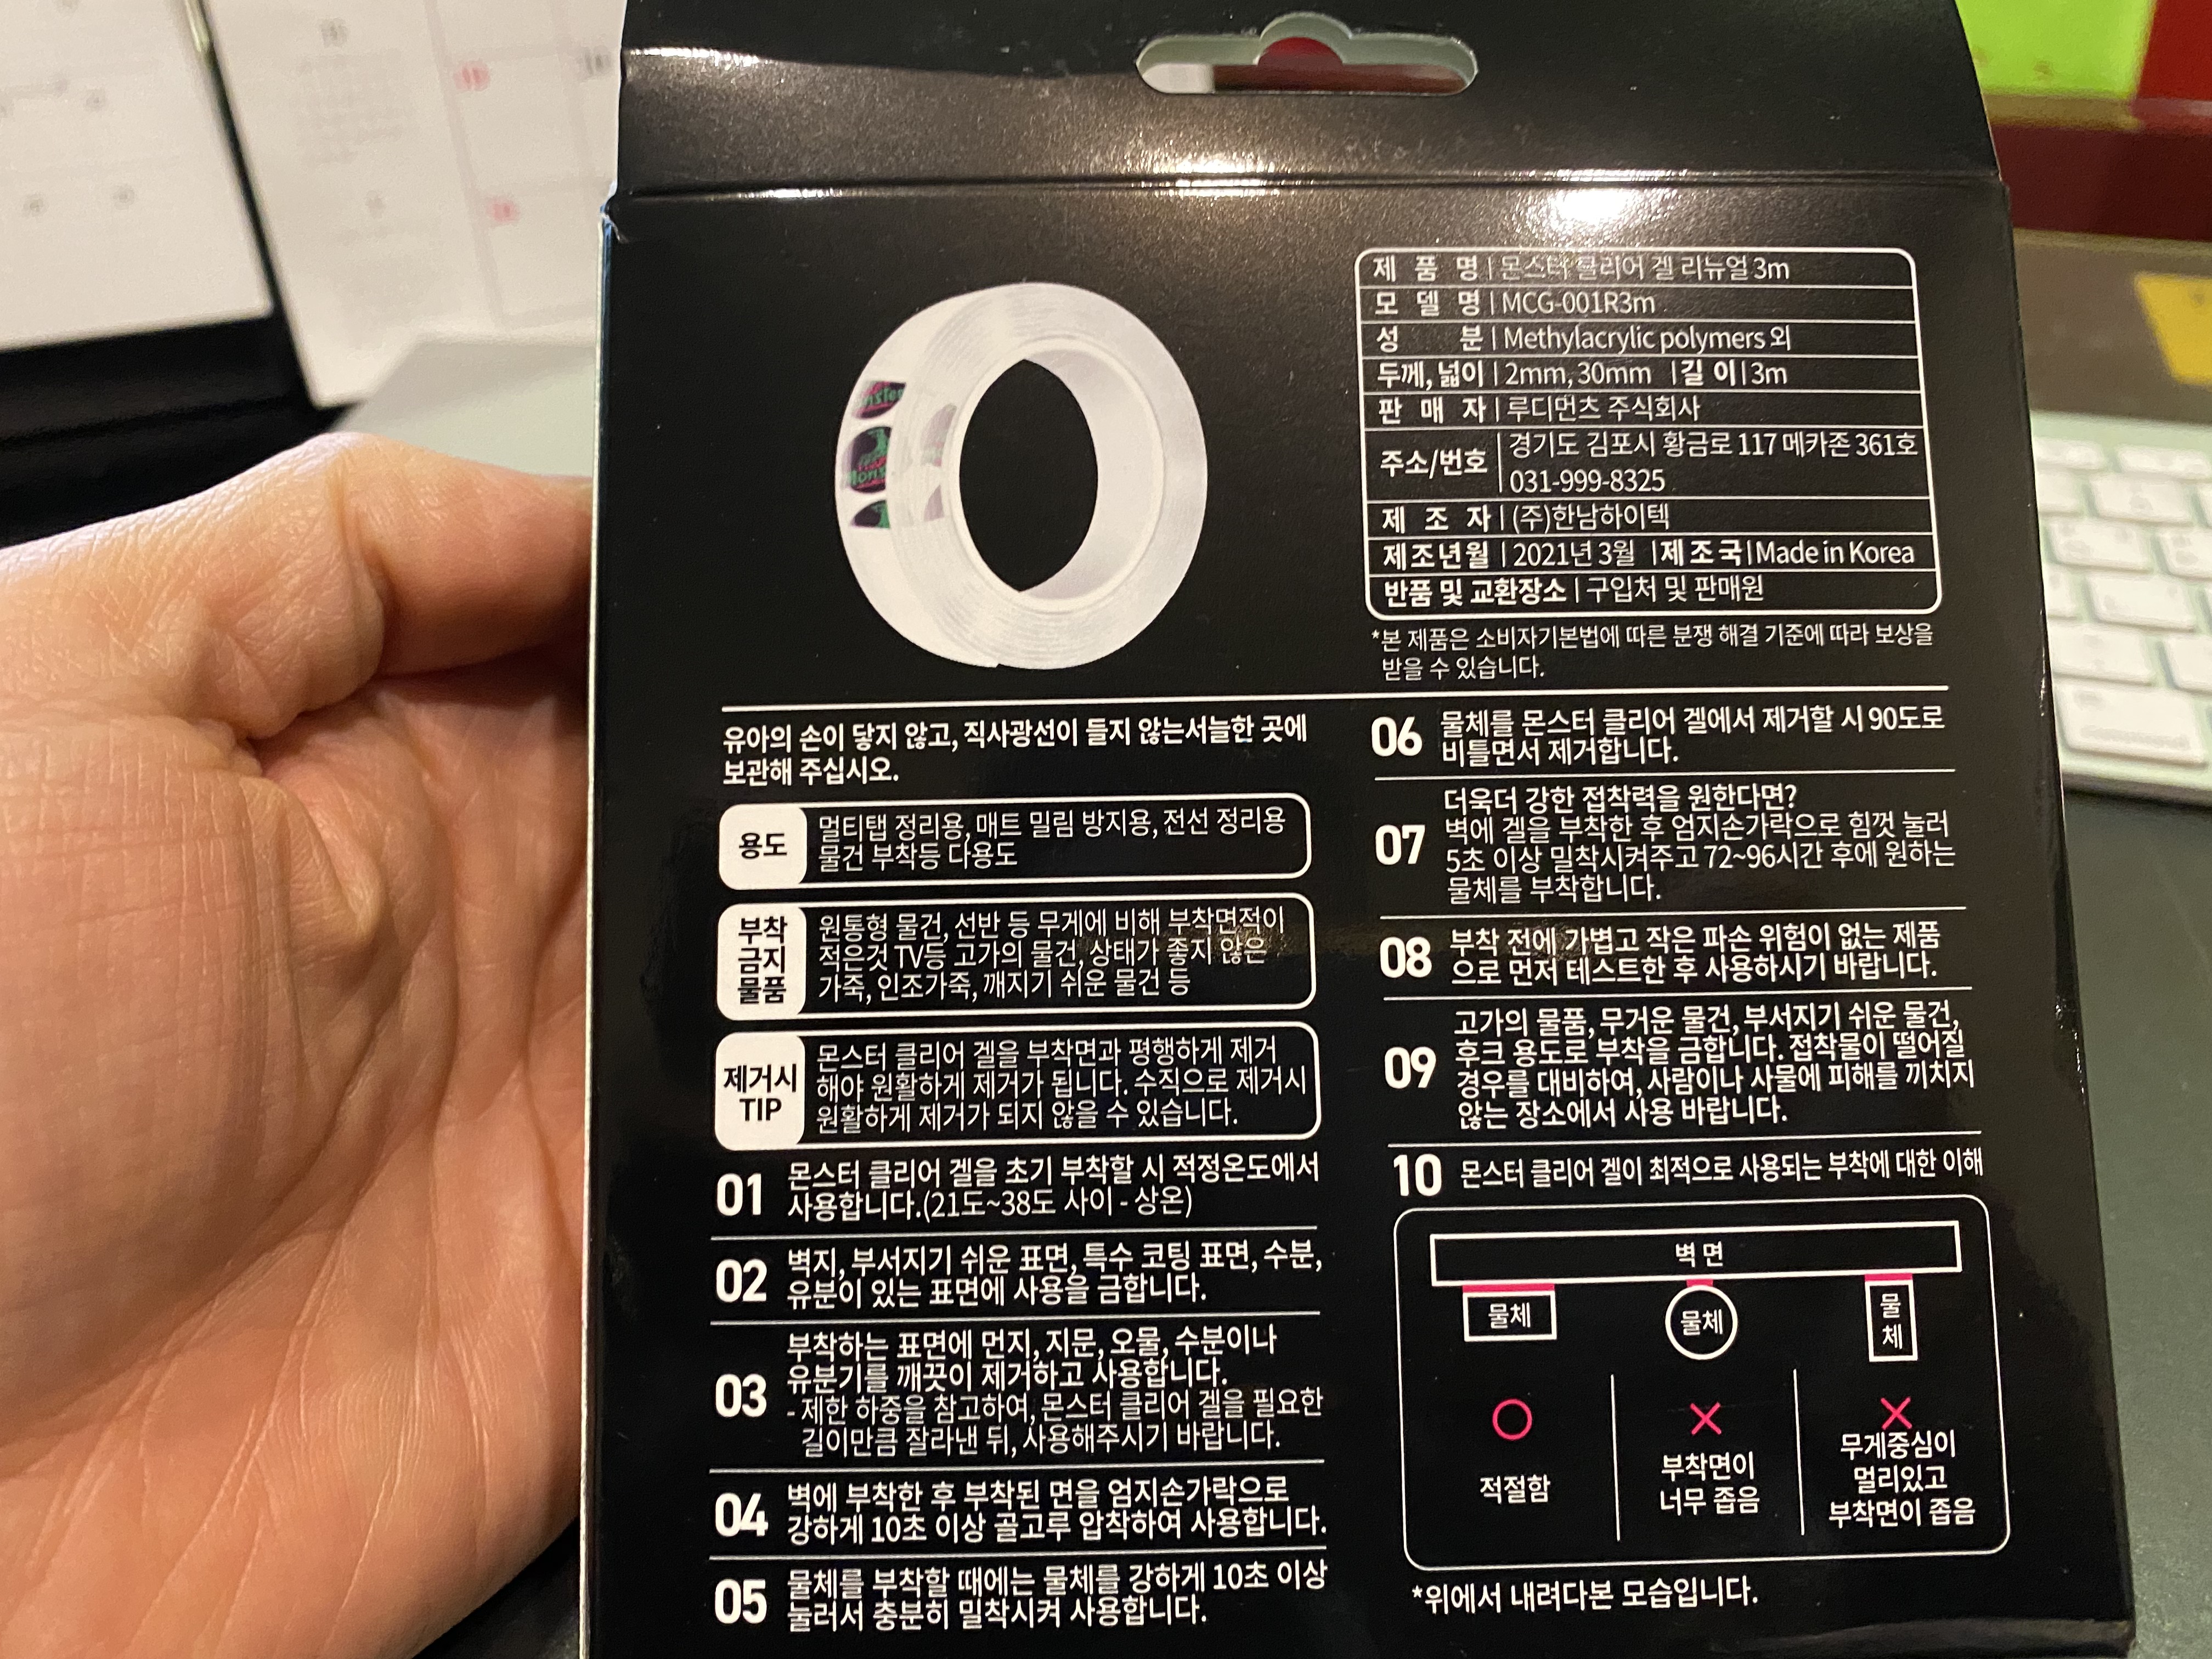 제 품 명 | 몬스터 클리어 겔 리뉴얼 3m
모 델 명 | MCG-001R3m
성 분 | Methylacrylic polymers 외
두께, 넓이 | 2mm, 30mm | 길 이 | 3m
판 매 자 | 루디먼츠 주식회사
주소/번호 | 경기도 김포시 황금로 117 메카존 361호
031-999-8325
제 조 자 | (주)한남하이텍
제조년월 | 2021년 3월 | 제조국 | Made in Korea
반품 및 교환장소 | 구입처 및 판매원
*본 제품은 소비자기본법에 따른 분쟁 해결 기준에 따라 보상을
받을 수 있습니다.
유아의 손이 닿지 않고, 직사광선이 들지 않는서늘한 곳에
보관해 주십시오.
용도
멀티탭 정리용, 매트 밀림 방지용, 전선 정리용
물건 부착등 다용도
부착
금지
물품
원통형 물건, 선반 등 무게에 비해 부착면적이
적은것 TV등 고가의 물건, 상태가 좋지 않은
가죽, 인조가죽, 깨지기 쉬운 물건 등
제거시
TIP
몬스터 클리어 겔을 부착면과 평행하게 제거
해야 원활하게 제거가 됩니다. 수직으로 제거시
원활하게 제거가 되지 않을 수 있습니다.
01 몬스터 클리어 겔을 초기 부착할 시 적정온도에서
사용합니다.(21도~38도 사이 - 상온)
02 벽지, 부서지기 쉬운 표면, 특수 코팅 표면, 수분,
유분이 있는 표면에 사용을 금합니다.
03 부착하는 표면에 먼지, 지문, 오물, 수분이나
유분기를 깨끗이 제거하고 사용합니다.
- 제한 하중을 참고하여, 몬스터 클리어 겔을 필요한
길이만큼 잘라낸 뒤, 사용해주시기 바랍니다.
04 벽에 부착한 후 부착된 면을 엄지손가락으로
강하게 10초 이상 골고루 압착하여 사용합니다.
05 물체를 부착할 때에는 물체를 강하게 10초 이상
눌러서 충분히 밀착시켜 사용합니다.
06 물체를 몬스터 클리어 겔에서 제거할 시 90도로
비틀면서 제거합니다.
07 더욱더 강한 접착력을 원한다면?
벽에 겔을 부착한 후 엄지손가락으로 힘껏 눌러
5초 이상 밀착시켜주고 72~96시간 후에 원하는
물체를 부착합니다.
08 부착 전에 가볍고 작은 파손 위험이 없는 제품
으로 먼저 테스트한 후 사용하시기 바랍니다.
09 고가의 물품, 무거운 물건, 부서지기 쉬운 물건,
후크 용도로 부착을 금합니다. 접착물이 떨어질
경우를 대비하여, 사람이나 사물에 피해를 끼치지
않는 장소에서 사용 바랍니다.
10 몬스터 클리어 겔이 최적으로 사용되는 부착에 대한 이해
벽 면
물체
물체
물
체
적절함
부착면이
너무 좁음
무게중심이
멀리있고
부착면이 좁음
*위에서 내려다본 모습입니다.